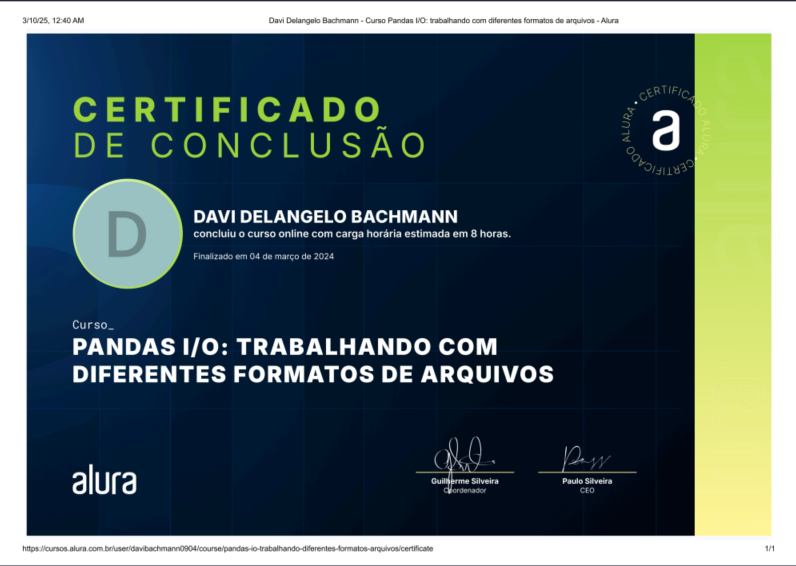 3/10/25, 12:40 AM
Davi Delangelo Bachmann - Curso Pandas I/O: trabalhando com diferentes formatos de arquivos - Alura
CERTIFICADO
DE CONCLUSÃO
• CERTIFICADO ALURA • CERTIFICADO ALURA
a
D
DAVI DELANGELO BACHMANN
concluiu o curso online com carga horária estimada em 8 horas.
Finalizado em 04 de março de 2024
Curso_
PANDAS I/O: TRABALHANDO COM
DIFERENTES FORMATOS DE ARQUIVOS
alura
Guilherme Silveira
Coordenador
Paulo Silveira
CEO
https://cursos.alura.com.br/user/davibachmann0904/course/pandas-io-trabalhando-diferentes-formatos-arquivos/certificate
1/1